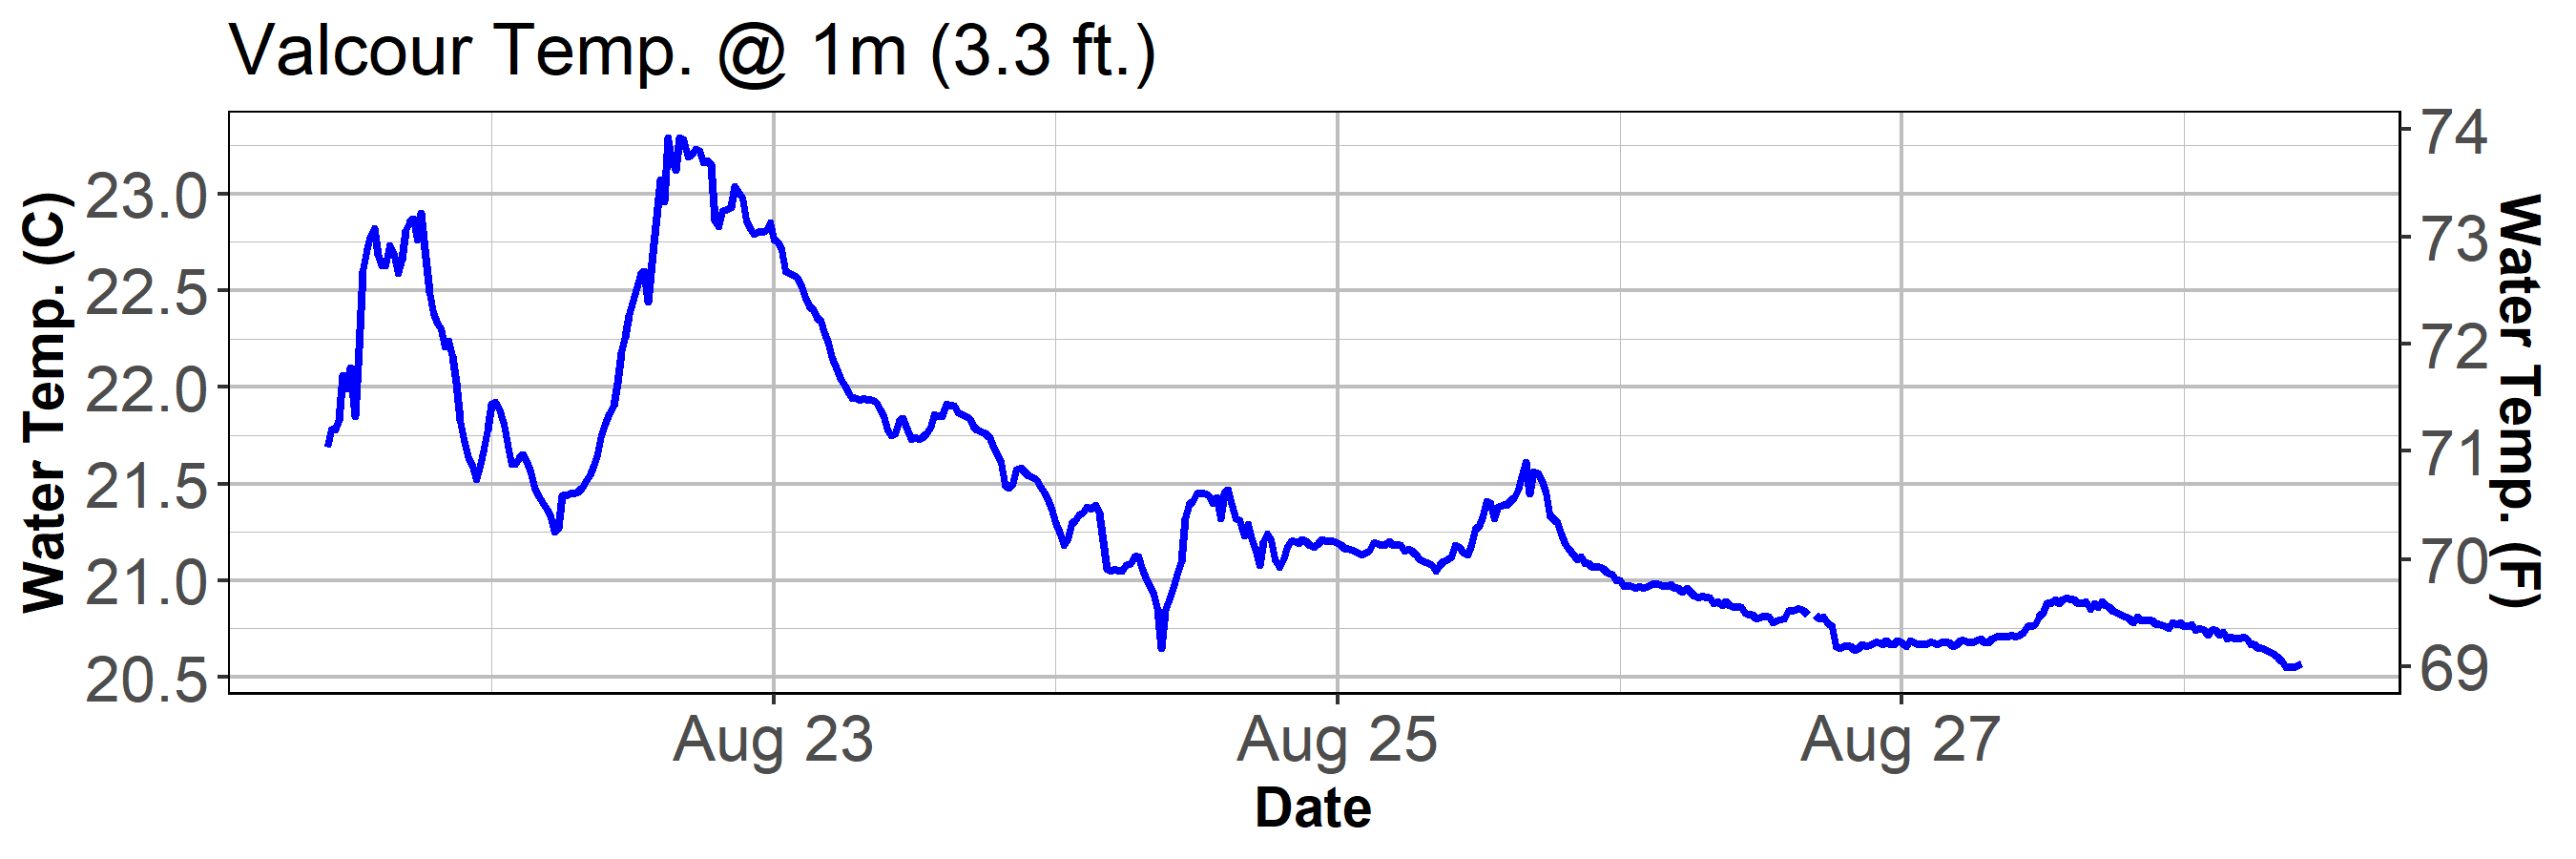 Valcour Temp. @ 1m (3.3 ft.)
Water Temp. (C)
23.0
22.5
22.0
21.5
21.0
20.5
74
73
72
71
70
69
Water Temp. (F)
Aug 23
Aug 25
Aug 27
Date